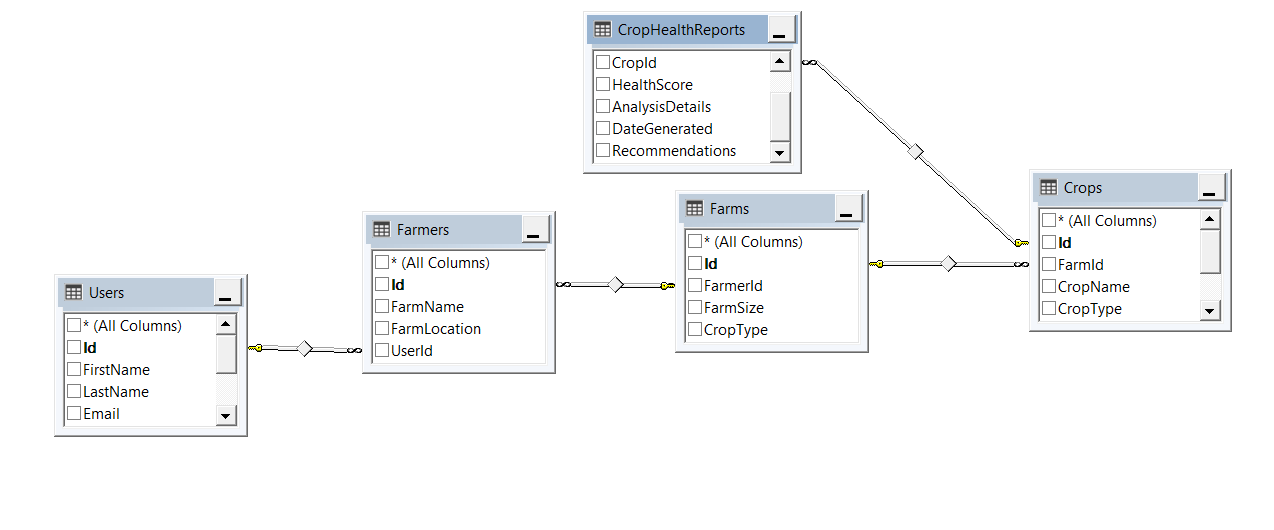 CropHealthReports
CropId
HealthScore
AnalysisDetails
DateGenerated
Recommendations
Crops
* (All Columns)
Id
FarmId
CropName
CropType
Farms
* (All Columns)
Id
FarmerId
FarmSize
CropType
Farmers
* (All Columns)
Id
FarmName
FarmLocation
UserId
Users
* (All Columns)
Id
FirstName
LastName
Email